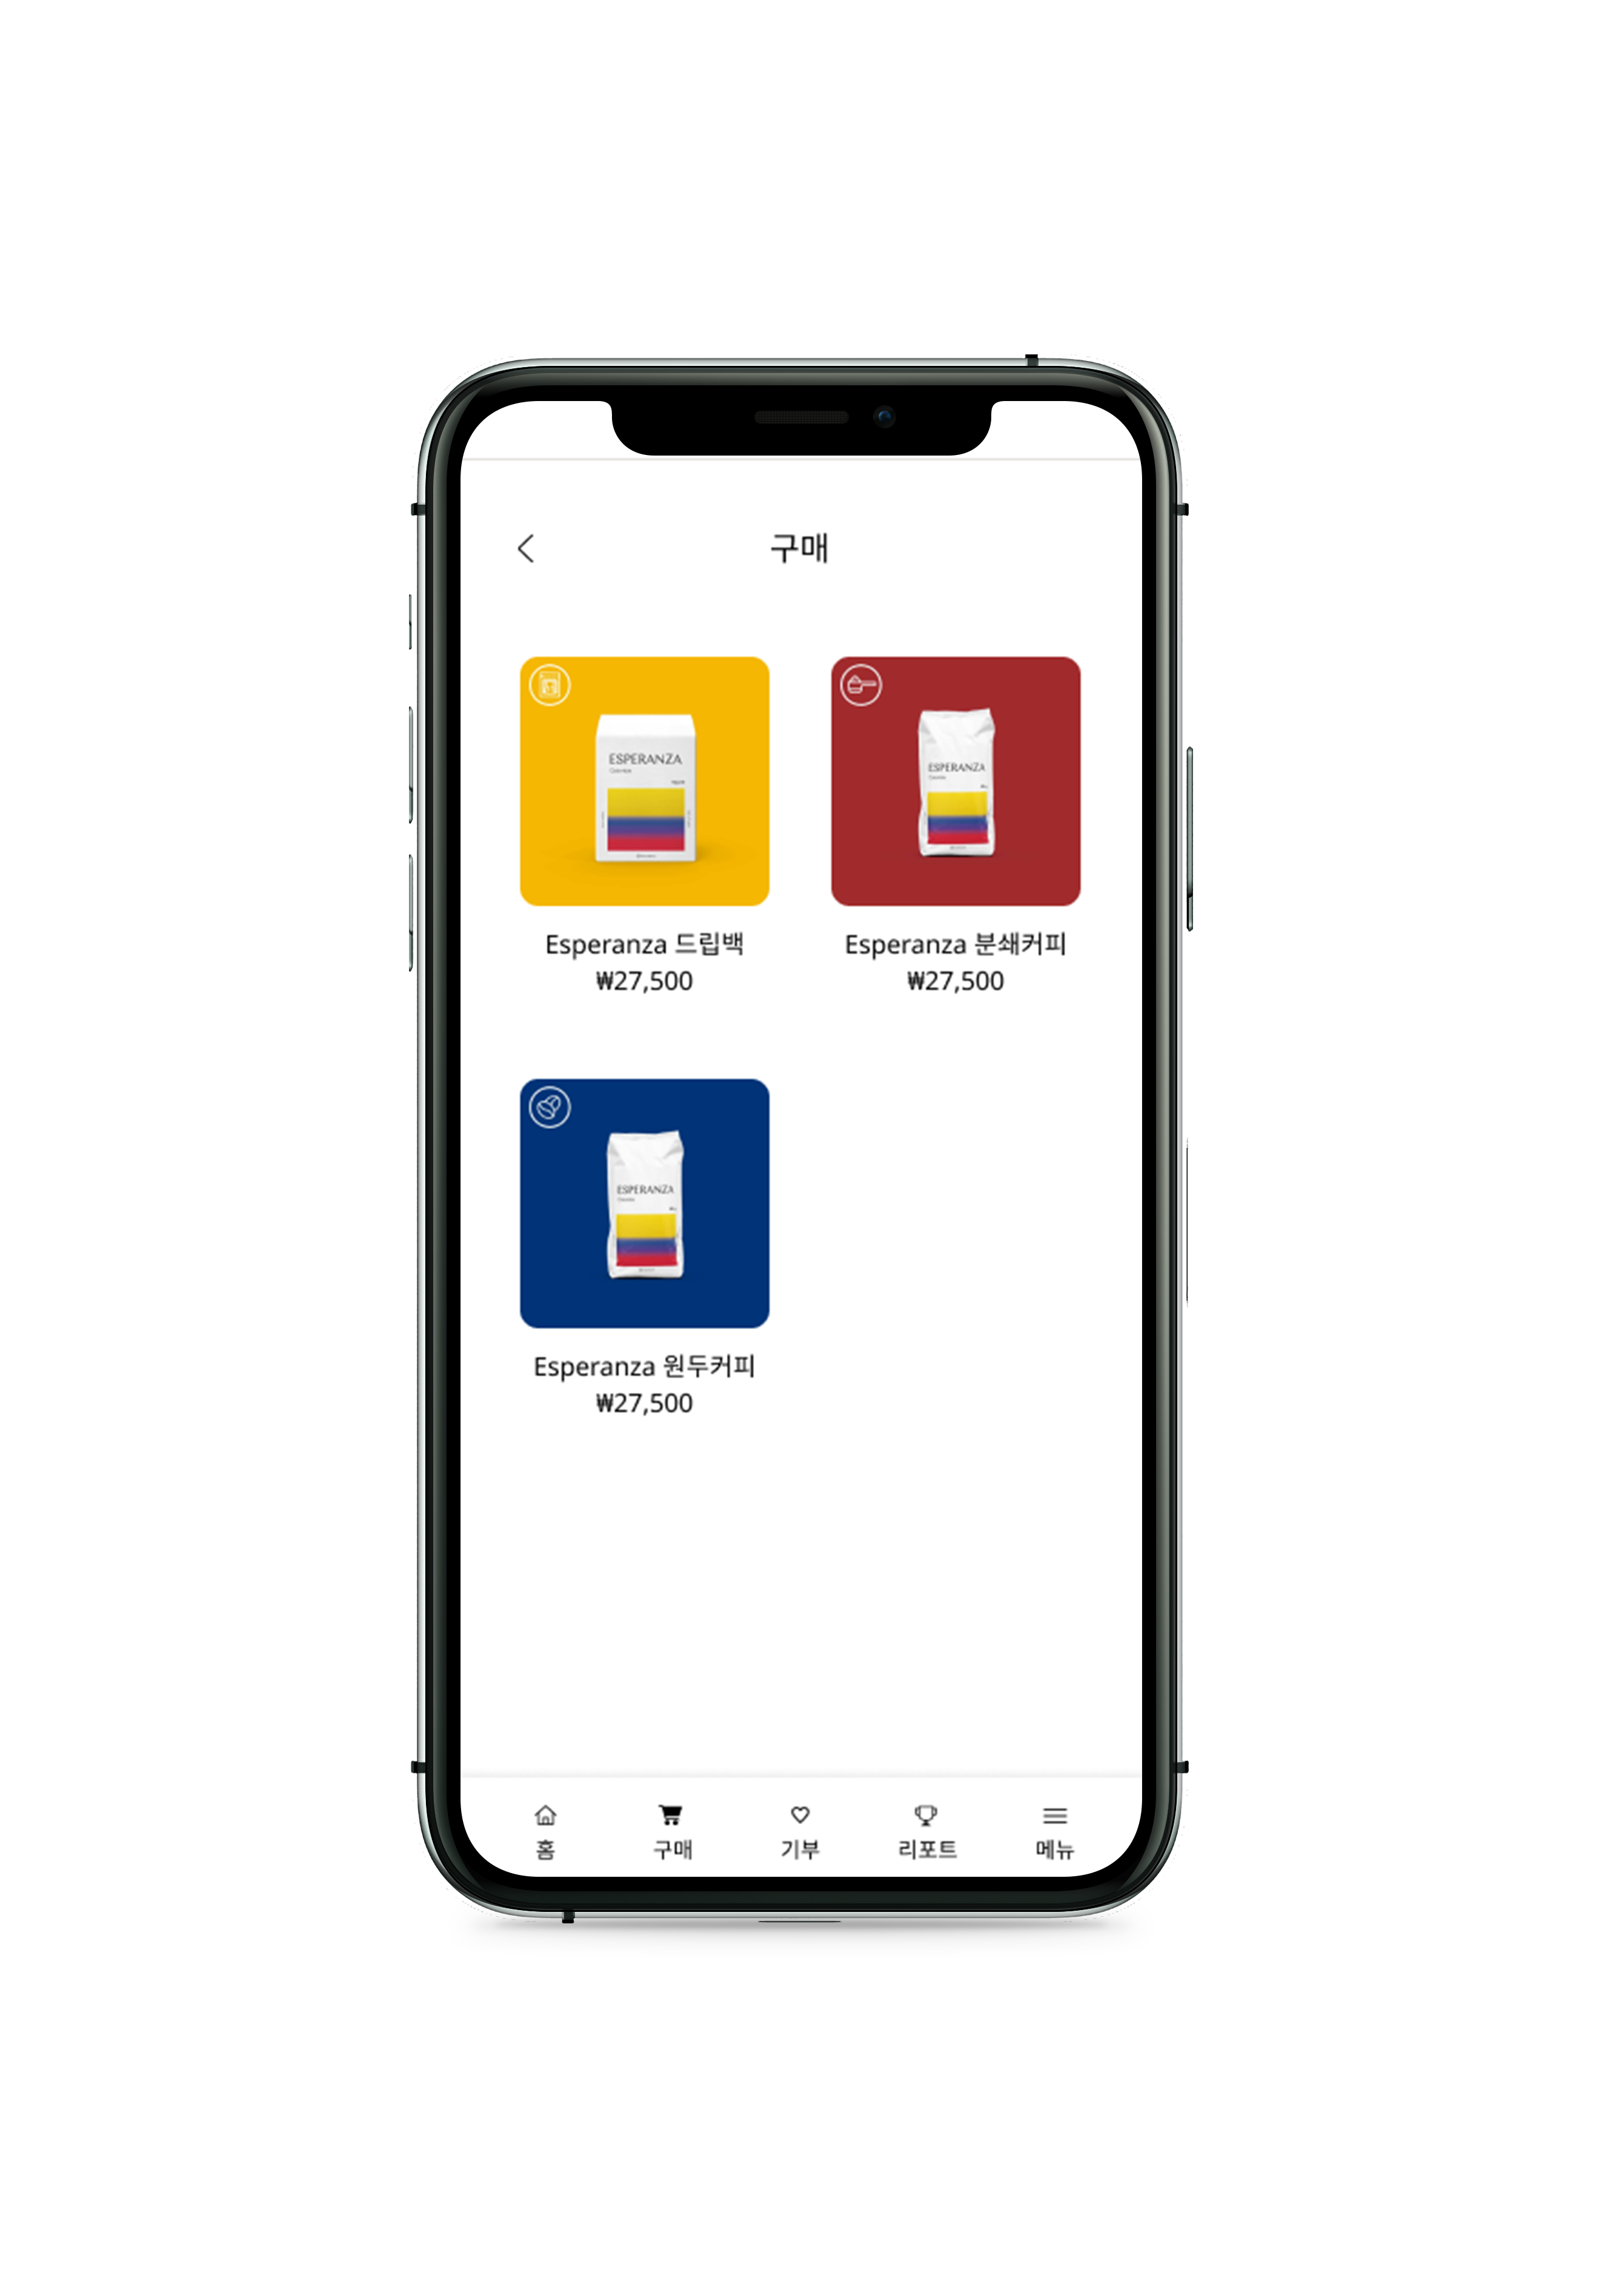 구매
ESPERANZA
ESPERANZA
Esperanza 드립백
₩27,500
Esperanza 분쇄커피
₩27,500
ESPERANZA
Esperanza 원두커피
₩27,500
홈
구매
기부
리포트
메뉴